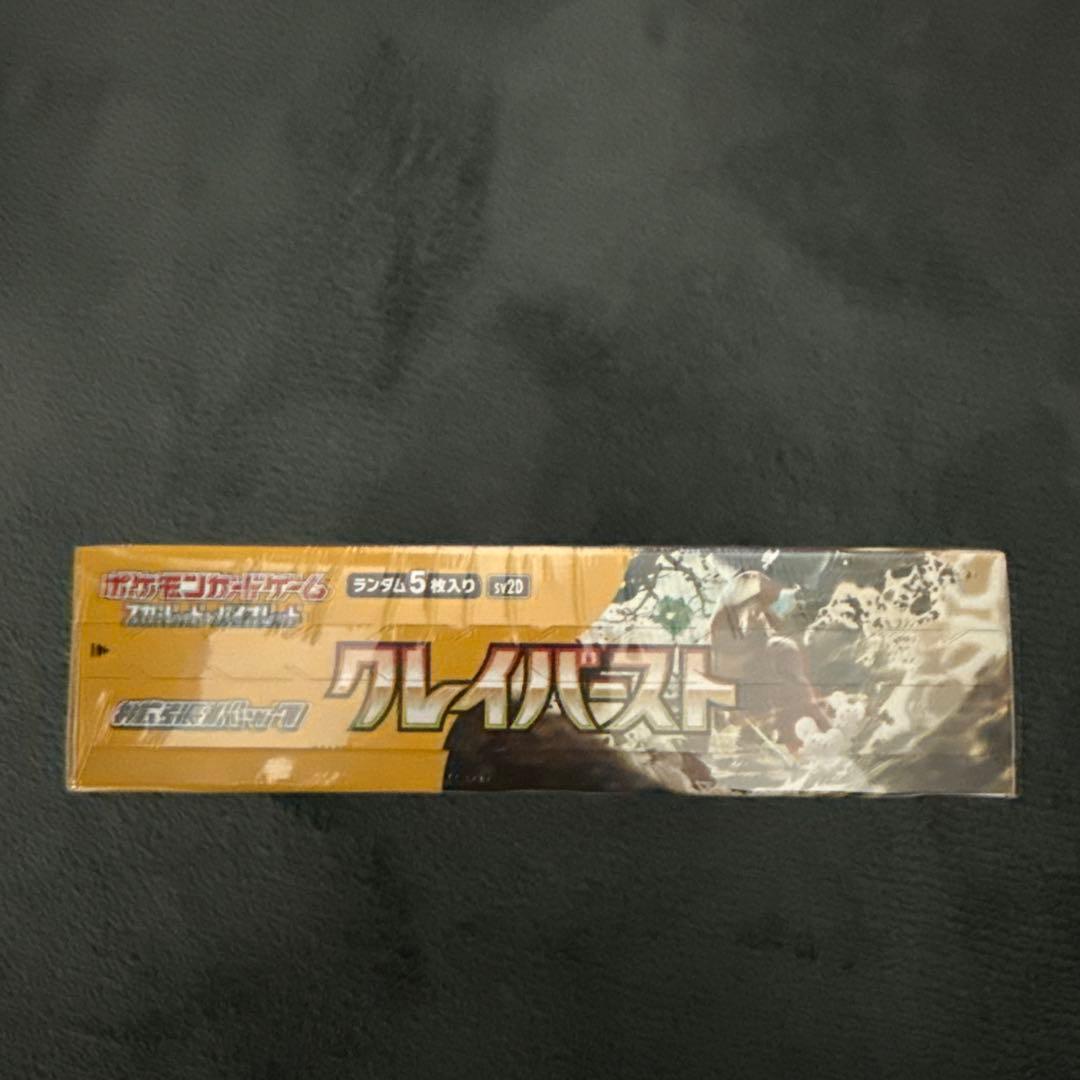 ポケモンカードゲーム
スカーレット&バイオレット
ランダム5枚入り sv2D
拡張パック
クレイバースト